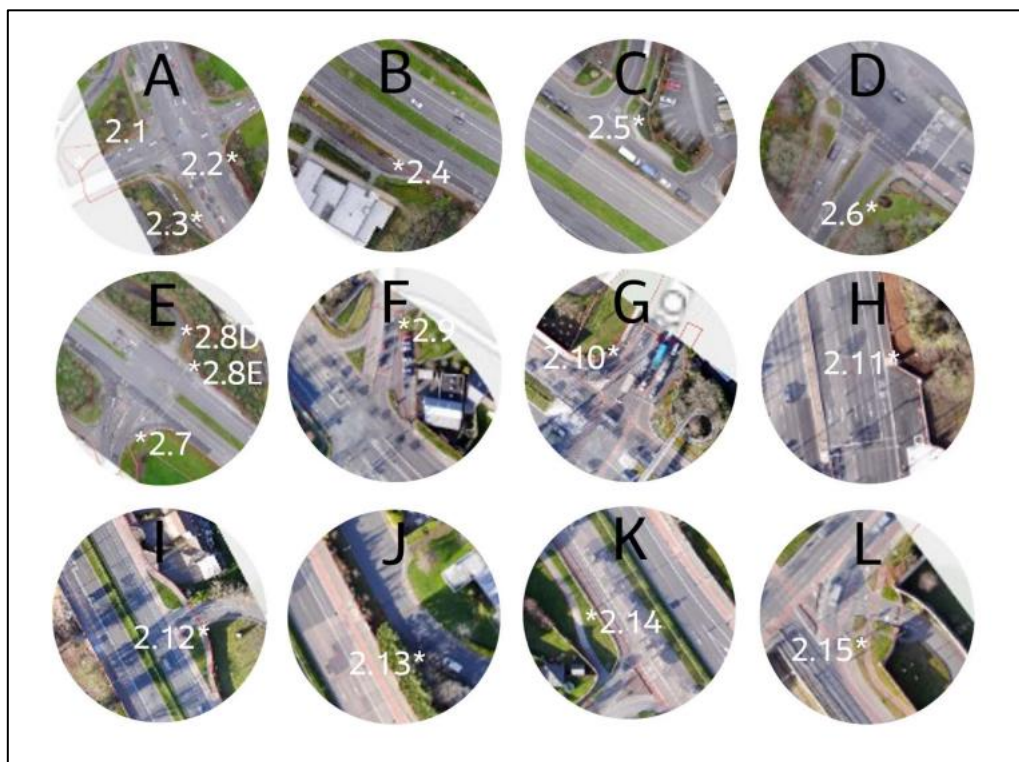 A
2.1
*
2.2*
2.3*
B
*2.4
C
2.5*
D
2.6*
E
*2.8D
*2.8E
*2.7
F
*2.9
G
2.10*
H
2.11*
I
2.12*
J
2.13*
K
*2.14
L
2.15*